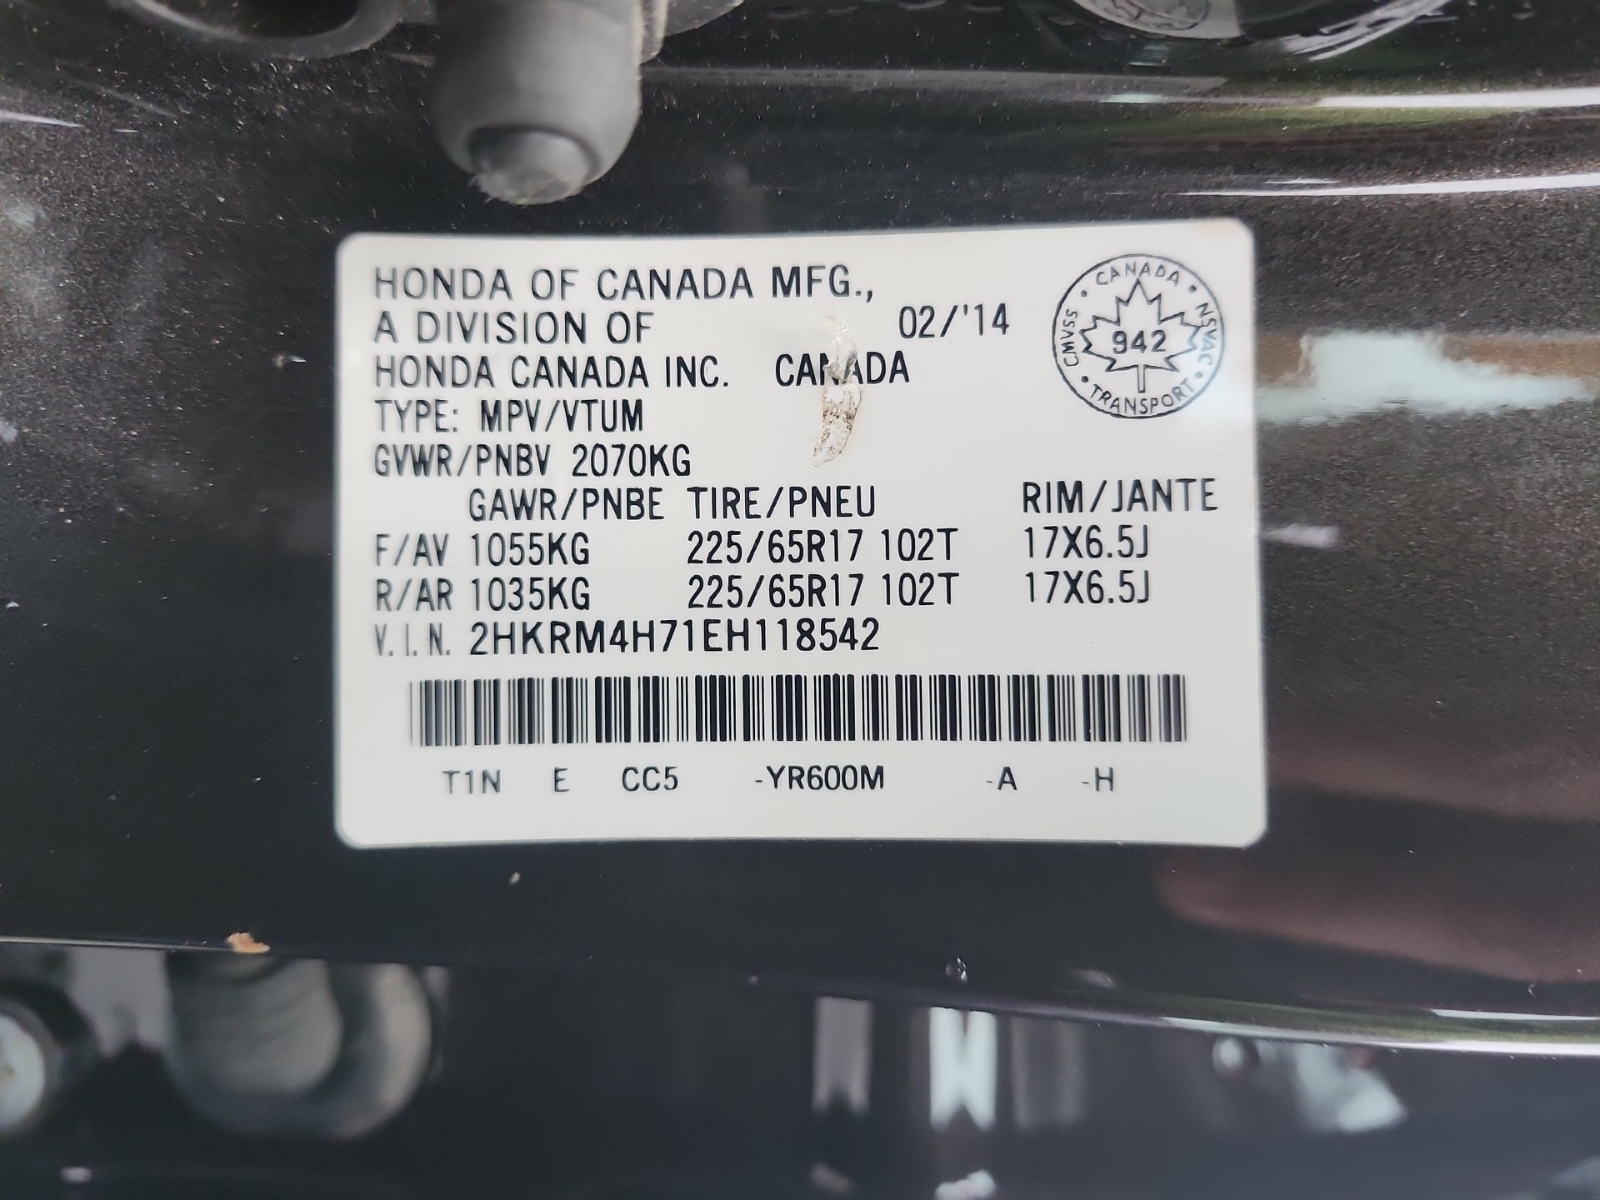 HONDA OF CANADA MFG.,
A DIVISION OF 02/'14
HONDA CANADA INC. CANADA
CANADA • NSVAC • TRANSPORT • CMVSS •
942
TYPE: MPV/VTUM
GVWR/PNBV 2070KG
GAWR/PNBE TIRE/PNEU RIM/JANTE
F/AV 1055KG 225/65R17 102T 17X6.5J
R/AR 1035KG 225/65R17 102T 17X6.5J
V.I.N. 2HKRM4H71EH118542
T1N E CC5 -YR600M -A -H